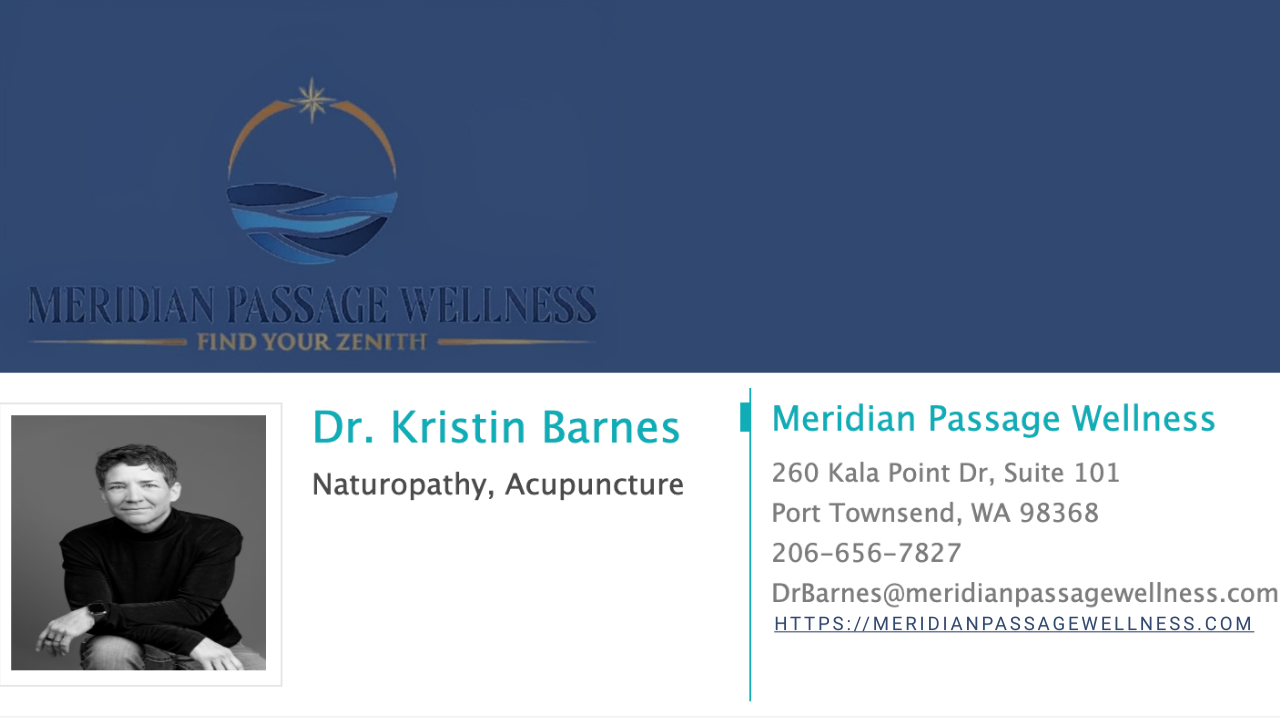 MERIDIAN PASSAGE WELLNESS
FIND YOUR ZENITH
Dr. Kristin Barnes
Naturopathy, Acupuncture
Meridian Passage Wellness
260 Kala Point Dr, Suite 101
Port Townsend, WA 98368
206-656-7827
DrBarnes@meridianpassagewellness.com
HTTPS://MERIDIANPASSAGEWELLNESS.COM